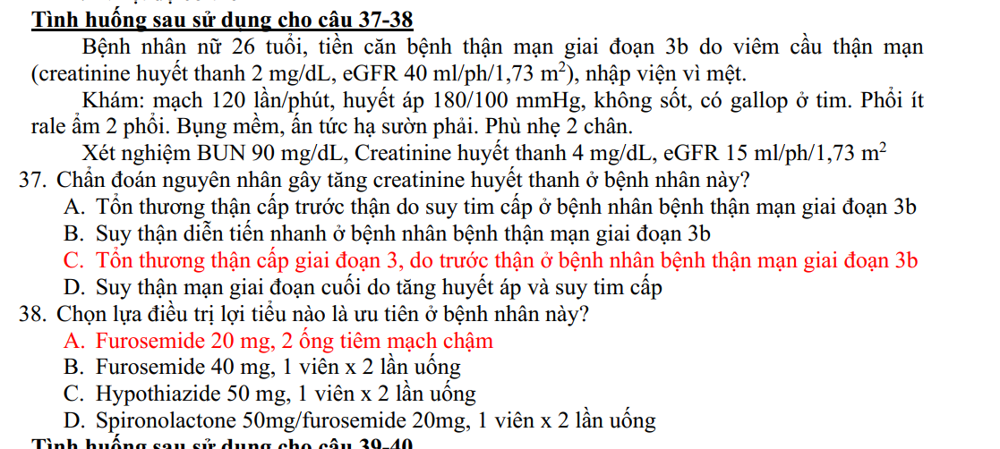 Tình huống sau sử dụng cho câu 37-38
Bệnh nhân nữ 26 tuổi, tiền căn bệnh thận mạn giai đoạn 3b do viêm cầu thận mạn
(creatinine huyết thanh 2 mg/dL, eGFR 40 ml/ph/1,73 m²), nhập viện vì mệt.
Khám: mạch 120 lần/phút, huyết áp 180/100 mmHg, không sốt, có gallop ở tim. Phổi ít
rale ẩm 2 phổi. Bụng mềm, ấn tức hạ sườn phải. Phù nhẹ 2 chân.
Xét nghiệm BUN 90 mg/dL, Creatinine huyết thanh 4 mg/dL, eGFR 15 ml/ph/1,73 m²
37. Chẩn đoán nguyên nhân gây tăng creatinine huyết thanh ở bệnh nhân này?
A. Tổn thương thận cấp trước thận do suy tim cấp ở bệnh nhân bệnh thận mạn giai đoạn 3b
B. Suy thận diễn tiến nhanh ở bệnh nhân bệnh thận mạn giai đoạn 3b
C. Tổn thương thận cấp giai đoạn 3, do trước thận ở bệnh nhân bệnh thận mạn giai đoạn 3b
D. Suy thận mạn giai đoạn cuối do tăng huyết áp và suy tim cấp
38. Chọn lựa điều trị lợi tiểu nào là ưu tiên ở bệnh nhân này?
A. Furosemide 20 mg, 2 ống tiêm mạch chậm
B. Furosemide 40 mg, 1 viên x 2 lần uống
C. Hypothiazide 50 mg, 1 viên x 2 lần uống
D. Spironolactone 50mg/furosemide 20mg, 1 viên x 2 lần uống
Tình huống sau sử dụng cho câu 39-40